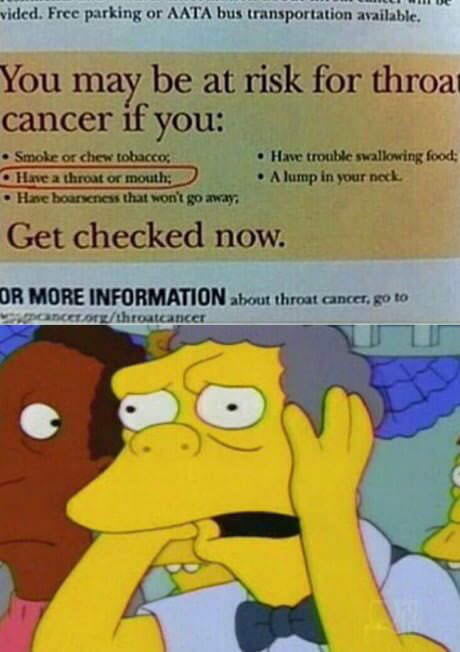 vided. Free parking or AATA bus transportation available.
You may be at risk for throat
cancer if you:
• Smoke or chew tobacco;
• Have a throat or mouth;
• Have hoarseness that won't go away;
• Have trouble swallowing food;
• A lump in your neck.
Get checked now.
OR MORE INFORMATION about throat cancer, go to
cancer.org/throatcancer